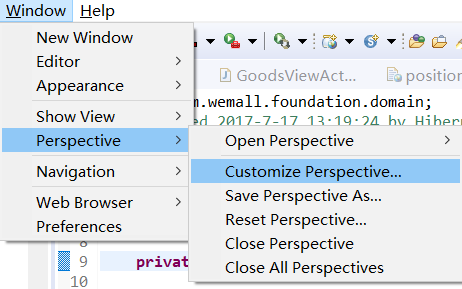 Window Help
New Window
Editor
Appearance
Show View
Perspective
Navigation
Web Browser
Preferences
Open Perspective
Customize Perspective...
Save Perspective As...
Reset Perspective...
Close Perspective
Close All Perspectives
GoodsViewAct... position
m.wemall.foundation.domain;
ed 2017-7-17 13:19:24 by Hiber
8
9 privat
10